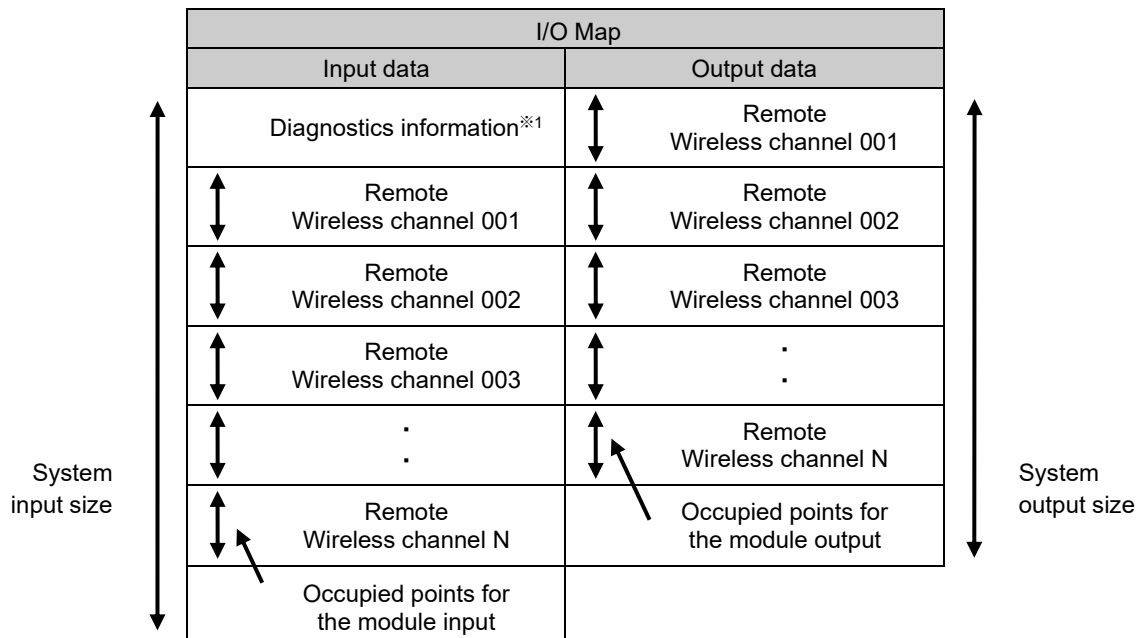 I/O Map
Input data
Output data
Diagnostics information※1
Remote
Wireless channel 001
Remote
Wireless channel 001
Remote
Wireless channel 002
Remote
Wireless channel 002
Remote
Wireless channel 003
Remote
Wireless channel 003
・
・
・
・
Remote
Wireless channel N
System
input size
Remote
Wireless channel N
Occupied points for
the module output
System
output size
Occupied points for
the module input